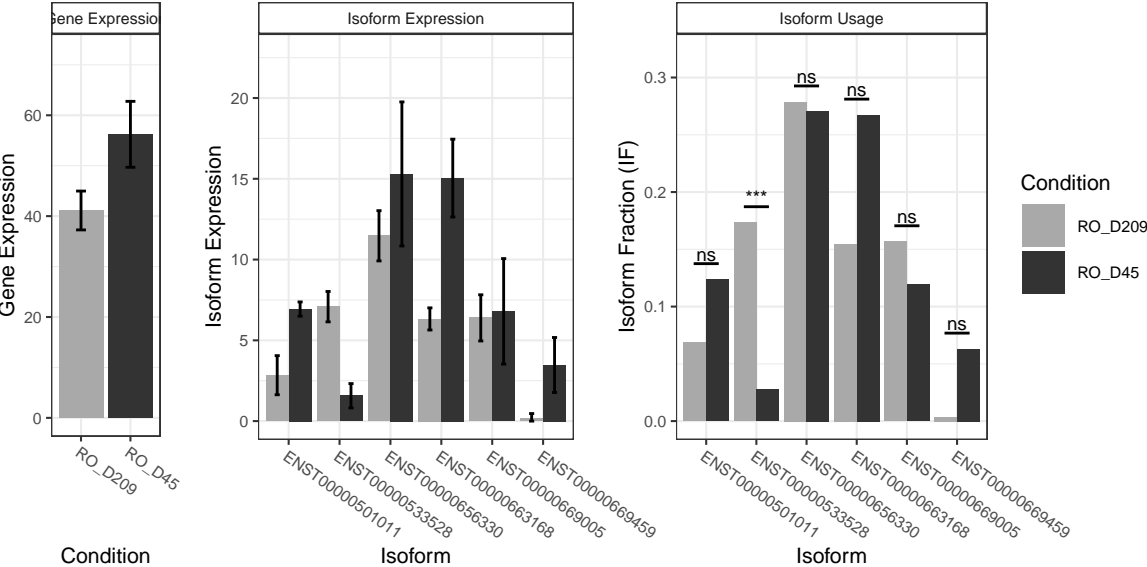 Gene Expression
Gene Expression
60
40
20
0
RO_D209
RO_D45
Condition
Isoform Expression
Isoform Expression
20
15
10
5
0
ENST00000501011
ENST00000533528
ENST00000656330
ENST00000663168
ENST00000669005
ENST00000669459
Isoform
Isoform Usage
Isoform Fraction (IF)
0.3
0.2
0.1
0.0
ns
***
ns
ns
ns
ns
ENST00000501011
ENST00000533528
ENST00000656330
ENST00000663168
ENST00000669005
ENST00000669459
Isoform
Condition
RO_D209
RO_D45